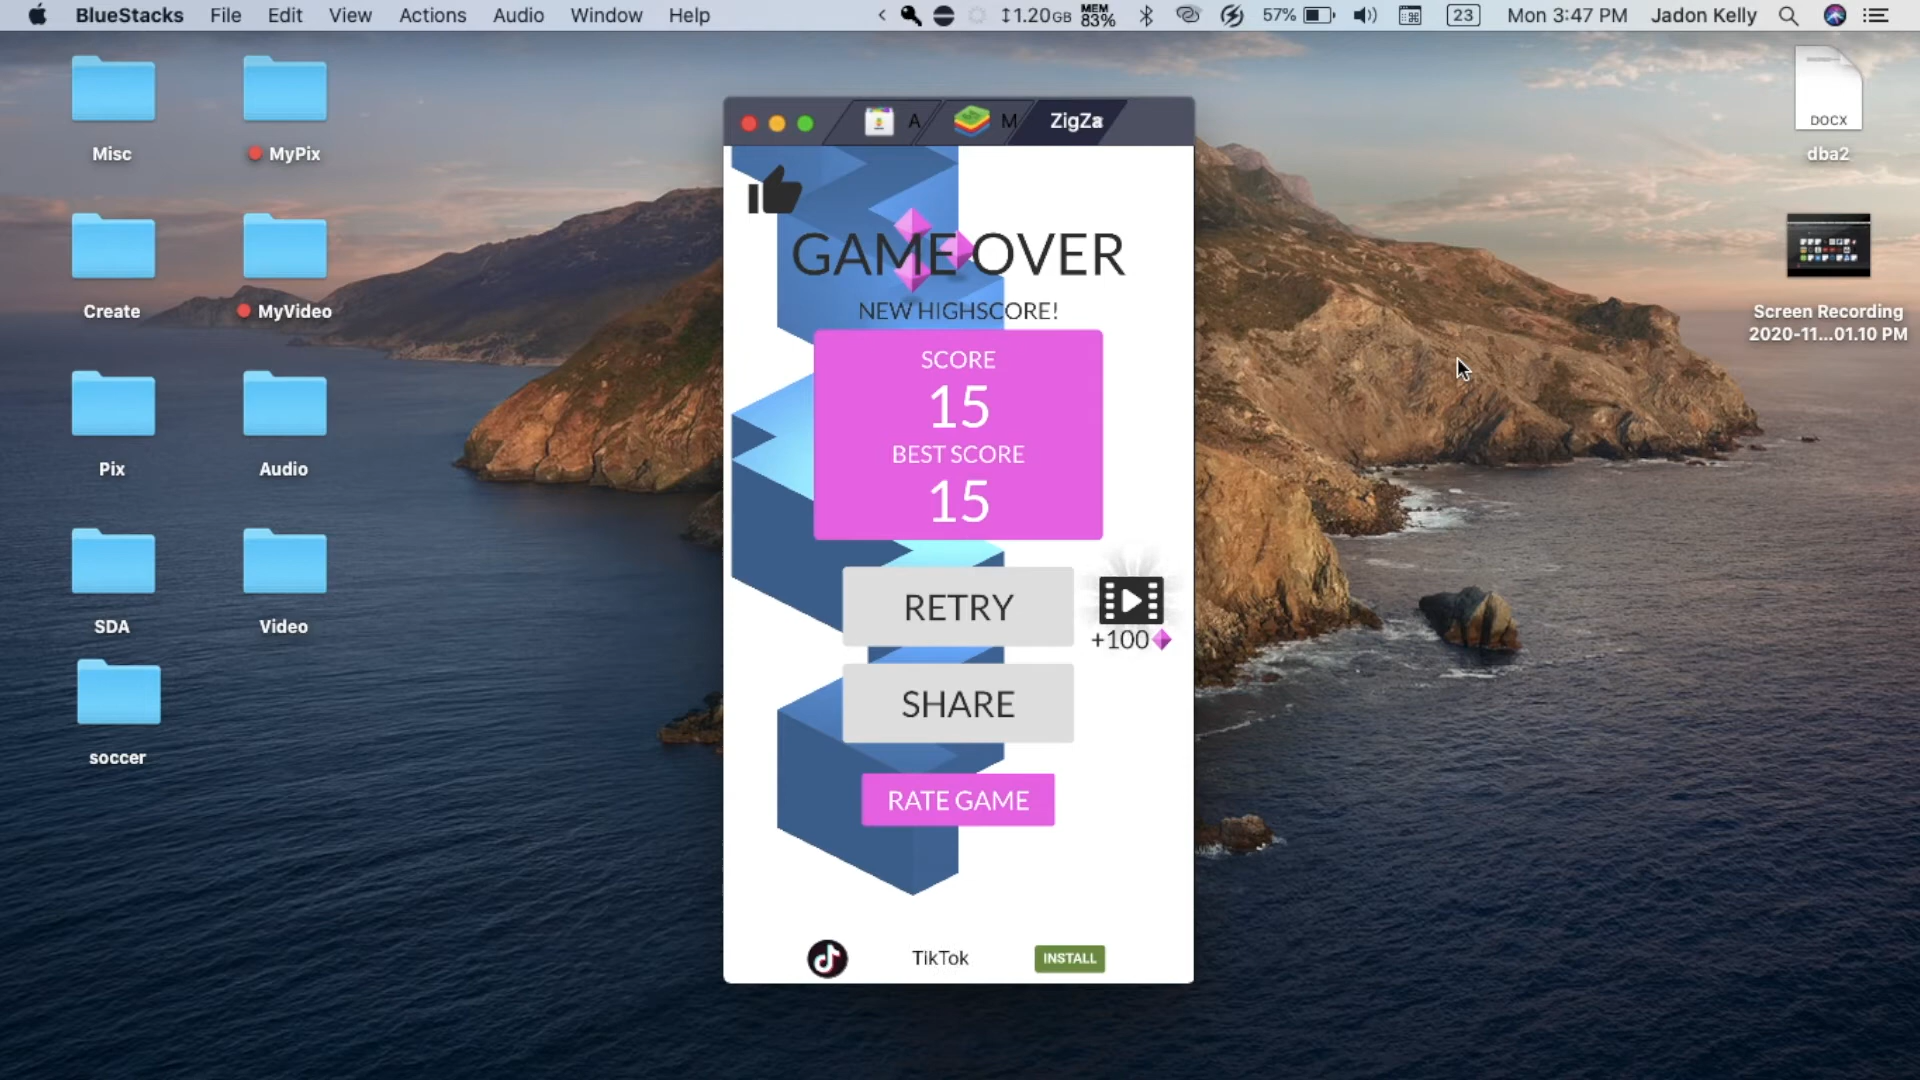 BlueStacks File Edit View Actions Audio Window Help
1.20GB MEM 83% 57% 23 Mon 3:47 PM Jadon Kelly
Misc
MyPix
Create
MyVideo
Pix
Audio
SDA
Video
soccer
A M ZigZa
GAME OVER
NEW HIGHSCORE!
SCORE
15
BEST SCORE
15
RETRY
+100
SHARE
RATE GAME
TikTok INSTALL
DOCX
dba2
Screen Recording
2020-11...01.10 PM